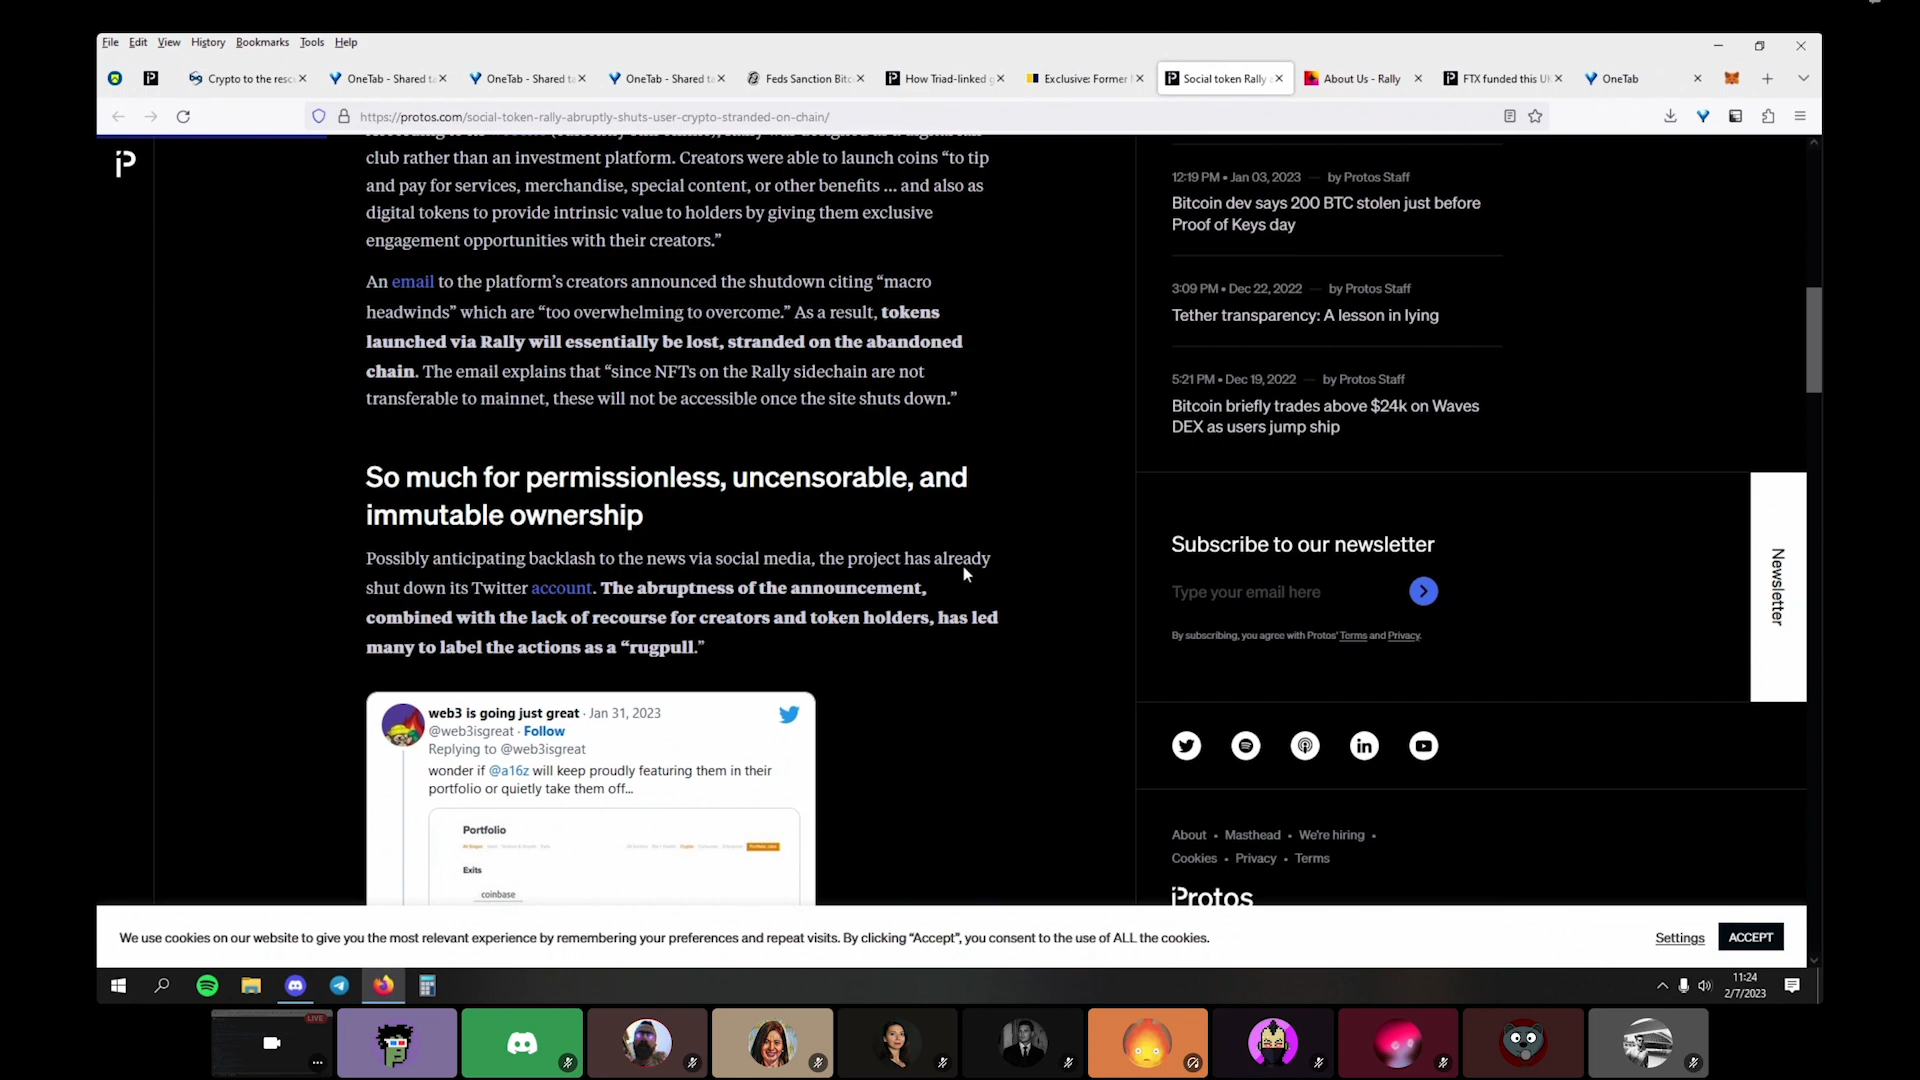 File Edit View History Bookmarks Tools Help
Crypto to the resc
OneTab - Shared ta
OneTab - Shared ta
OneTab - Shared ta
Feds Sanction Bitc
How Triad-linked g
Exclusive: Former
Social token Rally
About Us - Rally
FTX funded this UK
OneTab
https://protos.com/social-token-rally-abruptly-shuts-user-crypto-stranded-on-chain/
club rather than an investment platform. Creators were able to launch coins “to tip
and pay for services, merchandise, special content, or other benefits ... and also as
digital tokens to provide intrinsic value to holders by giving them exclusive
engagement opportunities with their creators.”
An email to the platform’s creators announced the shutdown citing “macro
headwinds” which are “too overwhelming to overcome.” As a result, tokens
launched via Rally will essentially be lost, stranded on the abandoned
chain. The email explains that “since NFTs on the Rally sidechain are not
transferable to mainnet, these will not be accessible once the site shuts down.”
So much for permissionless, uncensorable, and
immutable ownership
Possibly anticipating backlash to the news via social media, the project has already
shut down its Twitter account. The abruptness of the announcement,
combined with the lack of recourse for creators and token holders, has led
many to label the actions as a “rugpull.”
web3 is going just great · Jan 31, 2023
@web3isgreat · Follow
Replying to @web3isgreat
wonder if @a16z will keep proudly featuring them in their
portfolio or quietly take them off...
Portfolio
Exits
coinbase
12:19 PM • Jan 03, 2023 — by Protos Staff
Bitcoin dev says 200 BTC stolen just before
Proof of Keys day
3:09 PM • Dec 22, 2022 — by Protos Staff
Tether transparency: A lesson in lying
5:21 PM • Dec 19, 2022 — by Protos Staff
Bitcoin briefly trades above $24k on Waves
DEX as users jump ship
Subscribe to our newsletter
Type your email here
By subscribing, you agree with Protos' Terms and Privacy.
Newsletter
About • Masthead • We're hiring •
Cookies • Privacy • Terms
Protos
We use cookies on our website to give you the most relevant experience by remembering your preferences and repeat visits. By clicking “Accept”, you consent to the use of ALL the cookies.
Settings
ACCEPT
11:24
2/7/2023
LIVE